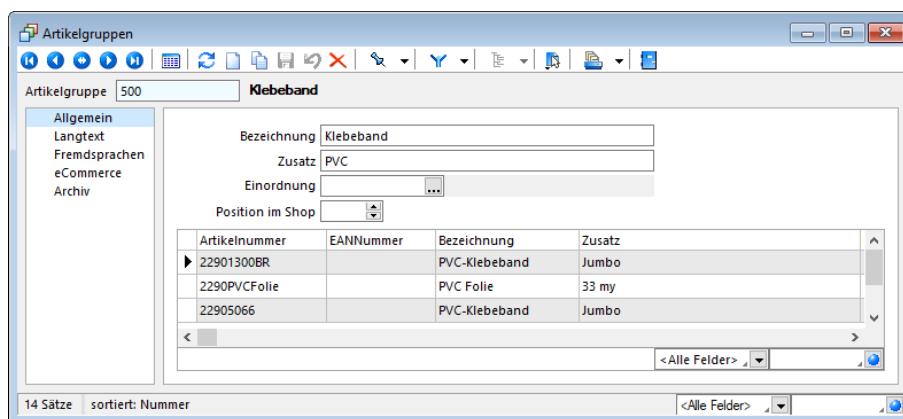 Artikelgruppen
Artikelgruppe 500 Klebeband
Allgemein
Langtext
Fremdsprachen
eCommerce
Archiv
Bezeichnung Klebeband
Zusatz PVC
Einordnung ...
Position im Shop
Artikelnummer EANNummer Bezeichnung Zusatz
22901300BR PVC-Klebeband Jumbo
2290PVCFolie PVC Folie 33 my
22905066 PVC-Klebeband Jumbo
<Alle Felder>
14 Sätze sortiert: Nummer <Alle Felder>